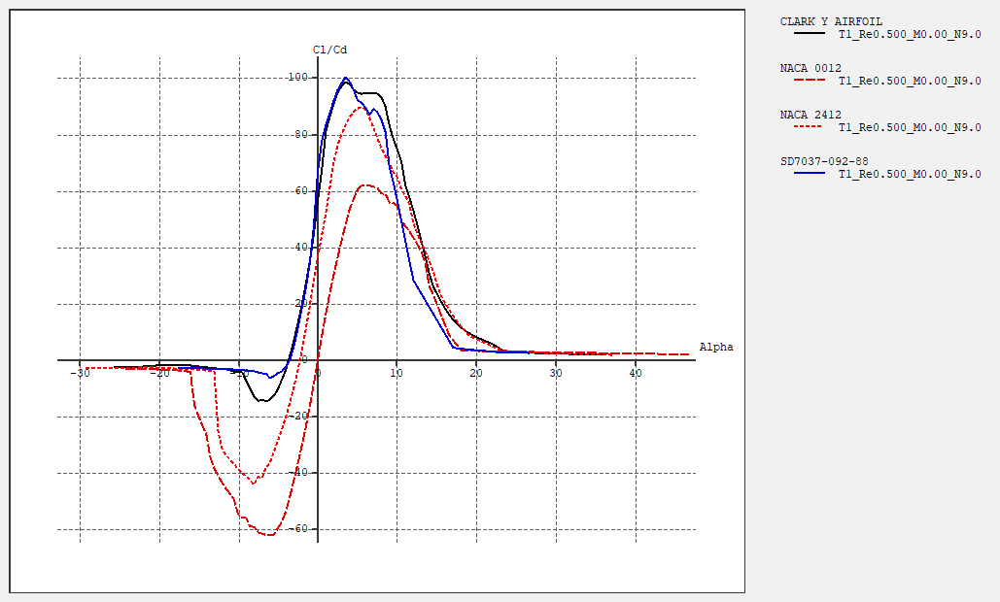 Cl/Cd
100
80
60
40
20
0
-20
-40
-60
-30
-20
-10
0
10
20
30
40
Alpha
CLARK Y AIRFOIL
T1_Re0.500_M0.00_N9.0
NACA 0012
T1_Re0.500_M0.00_N9.0
NACA 2412
T1_Re0.500_M0.00_N9.0
SD7037-092-88
T1_Re0.500_M0.00_N9.0